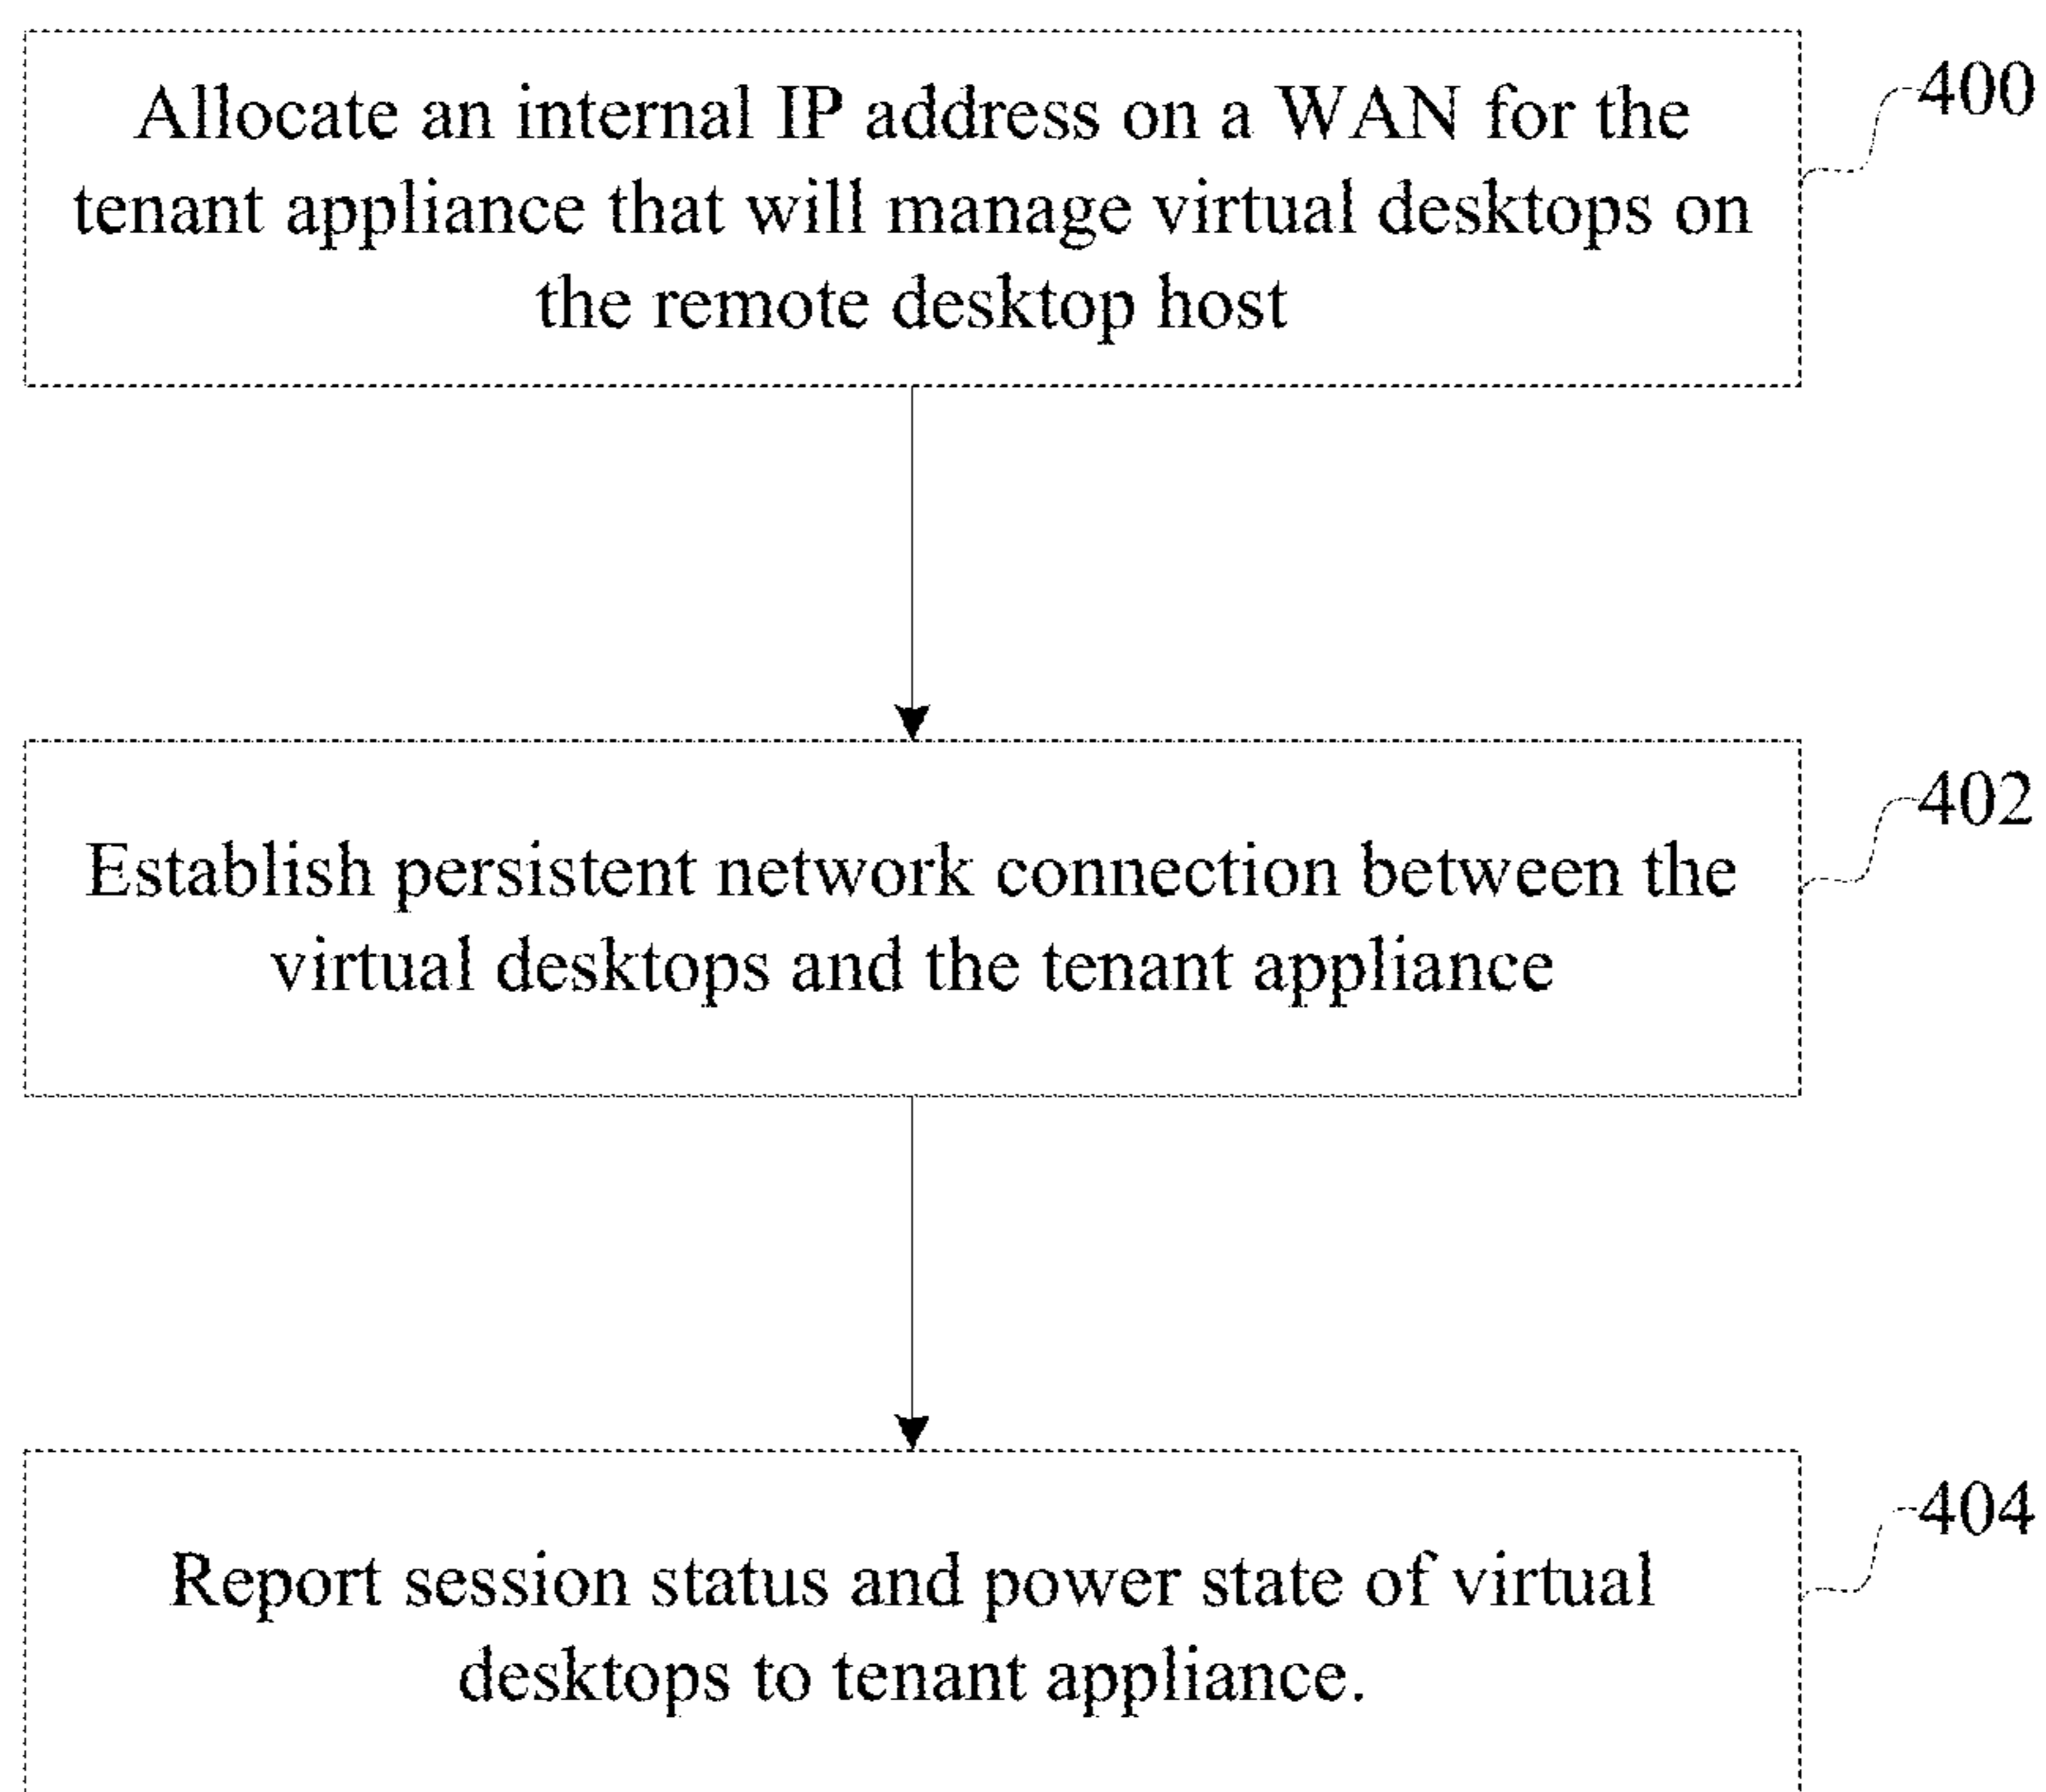 Allocate an internal IP address on a WAN for the
tenant appliance that will manage virtual desktops on
the remote desktop host
400
Establish persistent network connection between the
virtual desktops and the tenant appliance
402
Report session status and power state of virtual
desktops to tenant appliance.
404